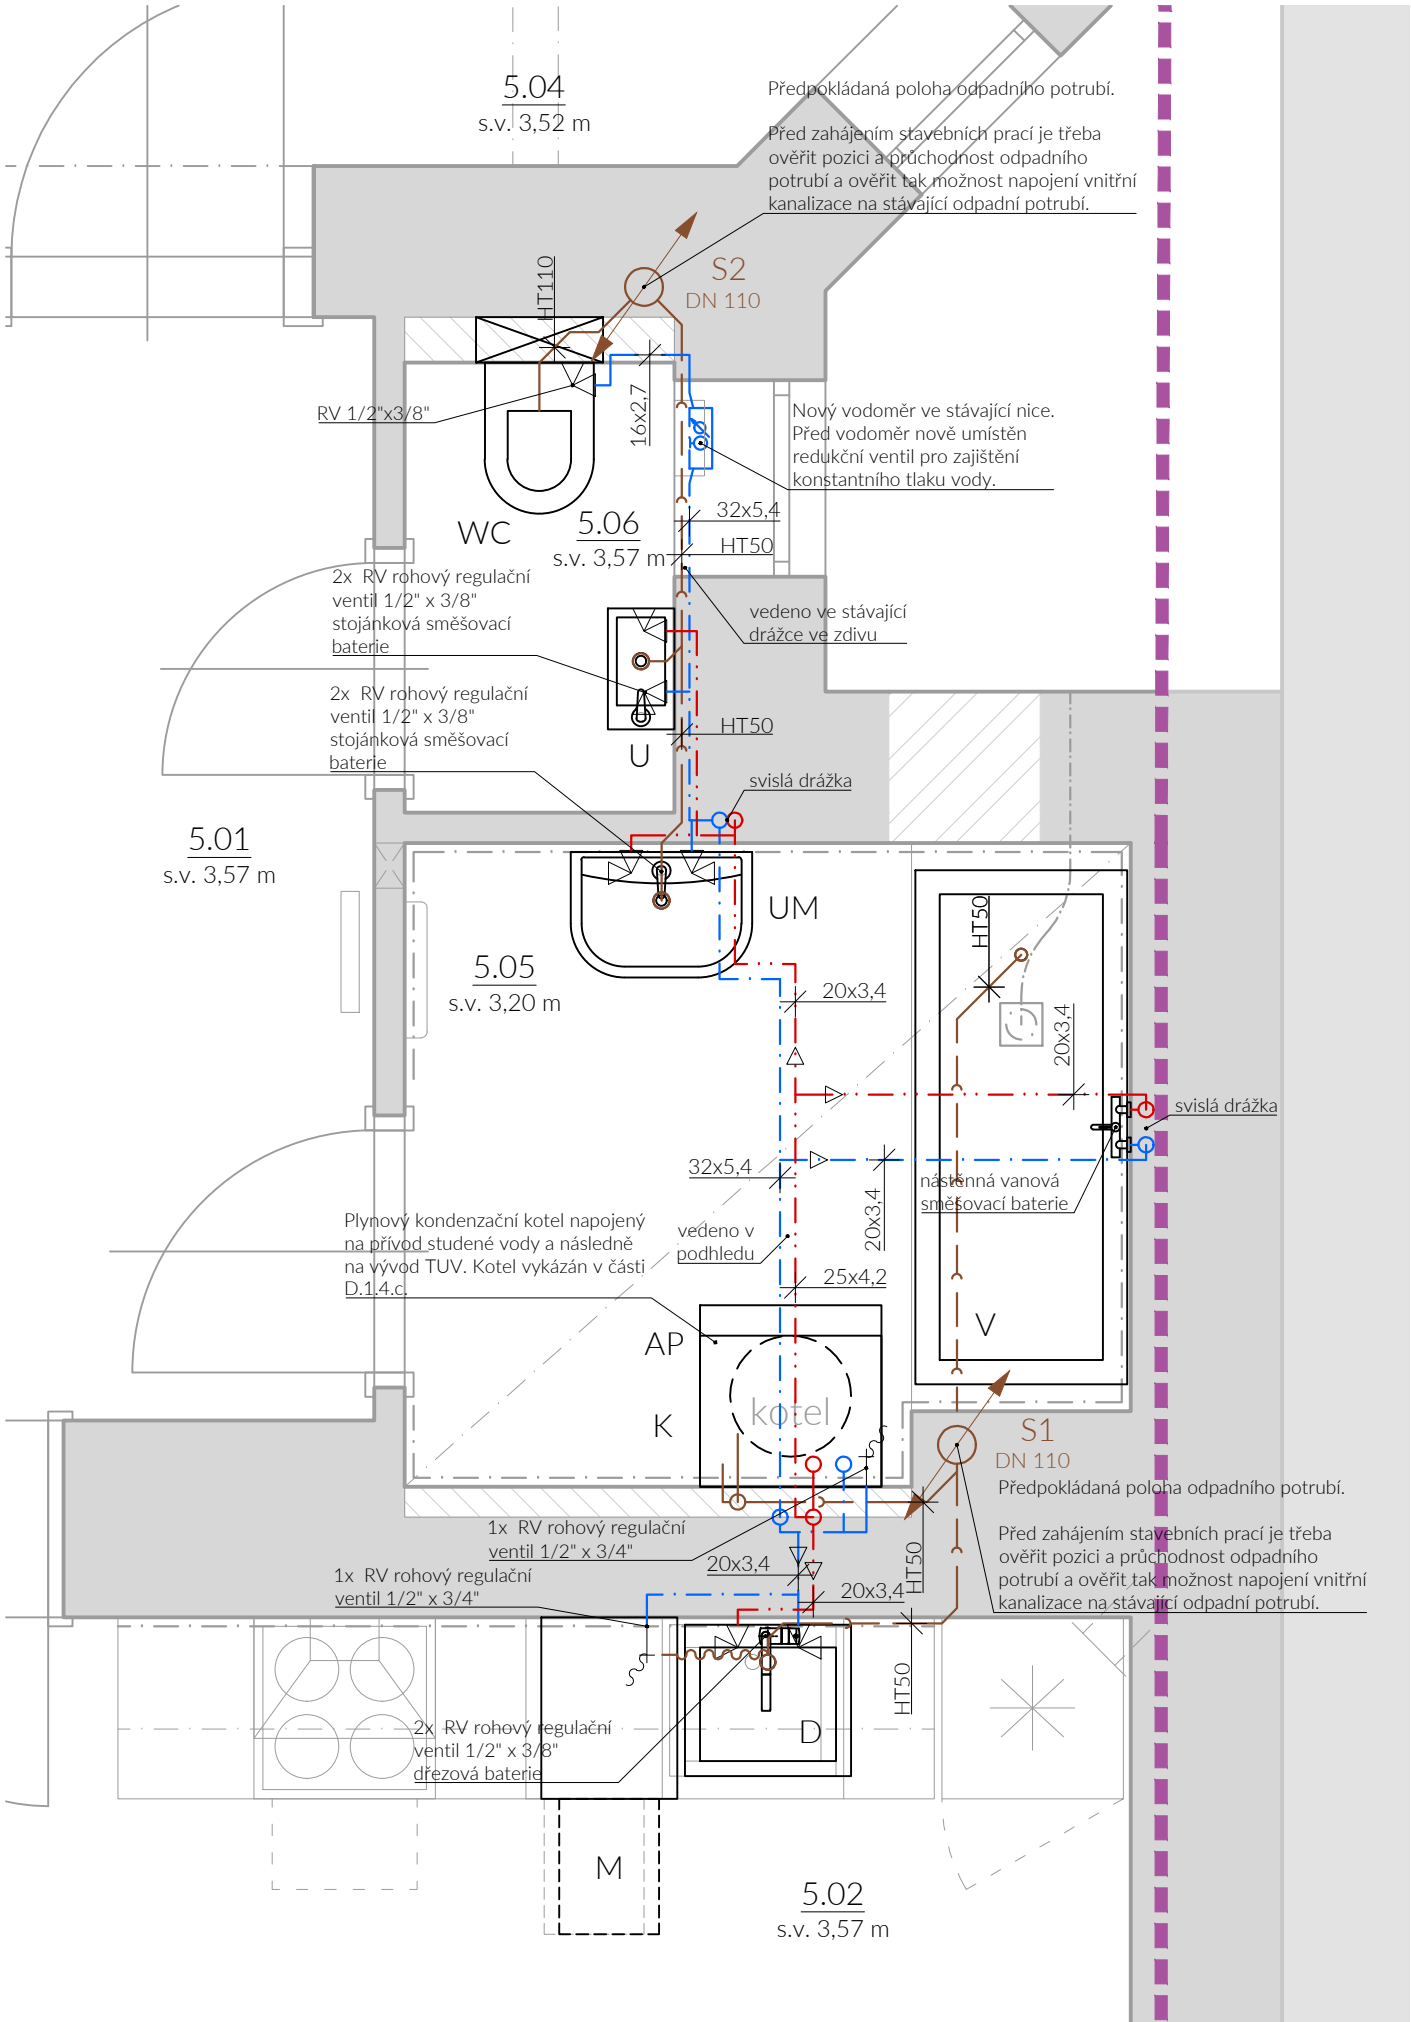 5.04
s.v. 3,52 m
Předpokládaná poloha odpadního potrubí.
Před zahájením stavebních prací je třeba
ověřit pozici a průchodnost odpadního
potrubí a ověřit tak možnost napojení vnitřní
kanalizace na stávající odpadní potrubí.
S2
DN 110
HT110
RV 1/2"x3/8"
16x2,7
Nový vodoměr ve stávající nice.
Před vodoměr nově umístěn
redukční ventil pro zajištění
konstantního tlaku vody.
WC
5.06
s.v. 3,57 m
32x5,4
HT50
2x  RV rohový regulační
ventil 1/2" x 3/8"
stojánková směšovací
baterie
vedeno ve stávající
drážce ve zdivu
2x  RV rohový regulační
ventil 1/2" x 3/8"
stojánková směšovací
baterie
HT50
U
svislá drážka
5.01
s.v. 3,57 m
UM
HT50
5.05
s.v. 3,20 m
20x3,4
20x3,4
svislá drážka
32x5,4
20x3,4
nástěnná vanová
směšovací baterie
Plynový kondenzační kotel napojený
na přívod studené vody a následně
na vývod TUV. Kotel vykázán v části
D.1.4.c.
vedeno v
podhledu
25x4,2
V
AP
kotel
K
S1
DN 110
Předpokládaná poloha odpadního potrubí.
Před zahájením stavebních prací je třeba
ověřit pozici a průchodnost odpadního
potrubí a ověřit tak možnost napojení vnitřní
kanalizace na stávající odpadní potrubí.
1x  RV rohový regulační
ventil 1/2" x 3/4"
20x3,4
HT50
1x  RV rohový regulační
ventil 1/2" x 3/4"
20x3,4
HT50
2x  RV rohový regulační
ventil 1/2" x 3/8"
dřezová baterie
D
M
5.02
s.v. 3,57 m